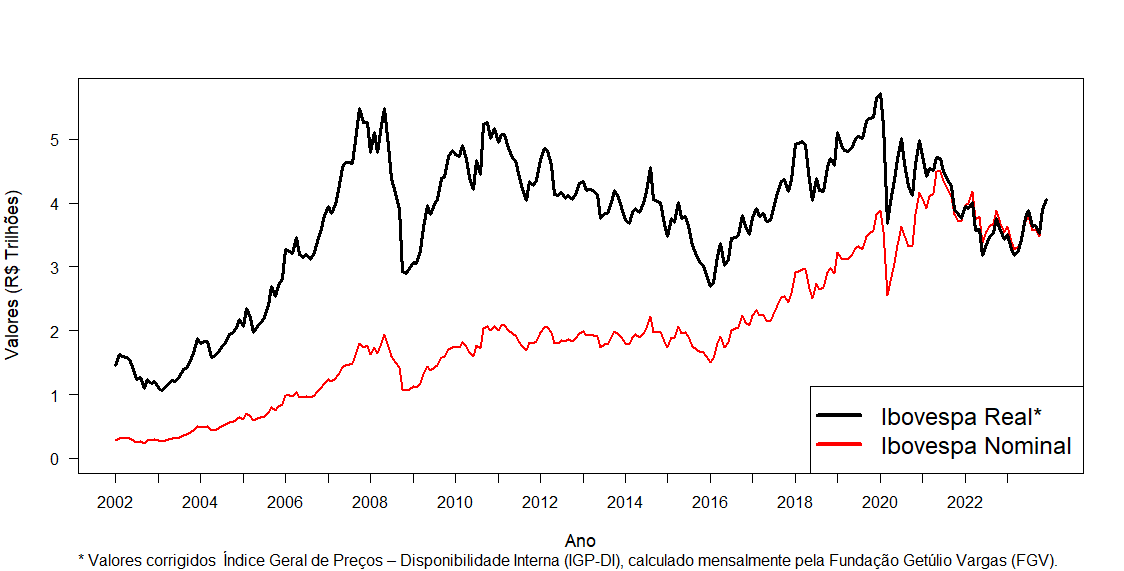 Valores (R$ Trilhões)
5
4
3
2
1
0
Ibovespa Real*
Ibovespa Nominal
2002 2004 2006 2008 2010 2012 2014 2016 2018 2020 2022
Ano
* Valores corrigidos Índice Geral de Preços – Disponibilidade Interna (IGP-DI), calculado mensalmente pela Fundação Getúlio Vargas (FGV).